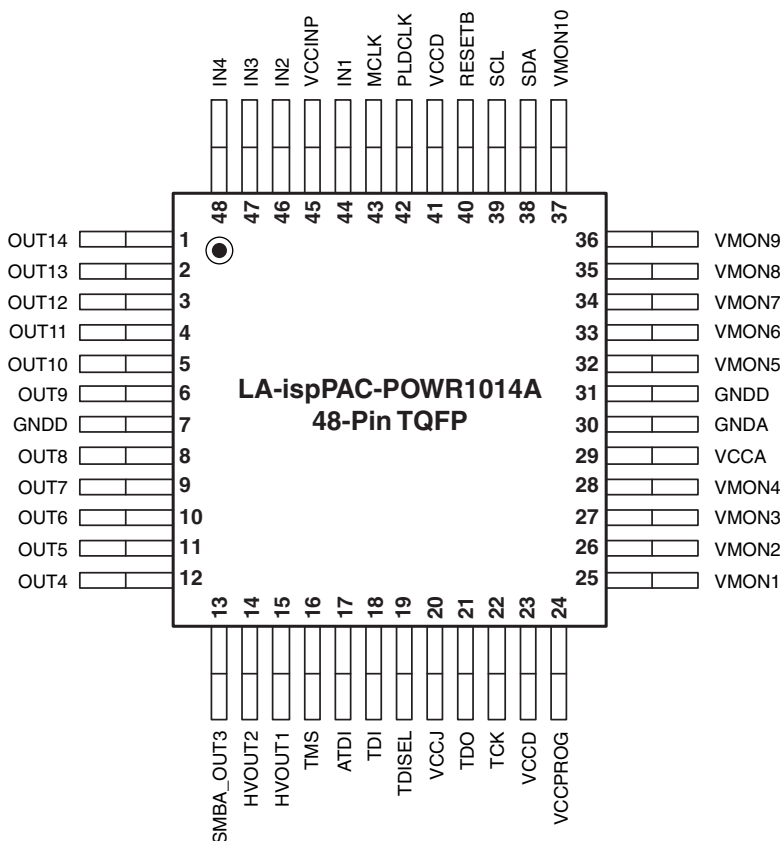 IN4
IN3
IN2
VCCINP
IN1
MCLK
PLDCLK
VCCD
RESETB
SCL
SDA
VMON10
48
47
46
45
44
43
42
41
40
39
38
37
OUT14 1
OUT13 2
OUT12 3
OUT11 4
OUT10 5
OUT9 6
GNDD 7
OUT8 8
OUT7 9
OUT6 10
OUT5 11
OUT4 12
LA-ispPAC-POWR1014A
48-Pin TQFP
36 VMON9
35 VMON8
34 VMON7
33 VMON6
32 VMON5
31 GNDD
30 GNDA
29 VCCA
28 VMON4
27 VMON3
26 VMON2
25 VMON1
13
14
15
16
17
18
19
20
21
22
23
24
SMBA_OUT3
HVOUT2
HVOUT1
TMS
ATDI
TDI
TDISEL
VCCJ
TDO
TCK
VCCD
VCCPROG